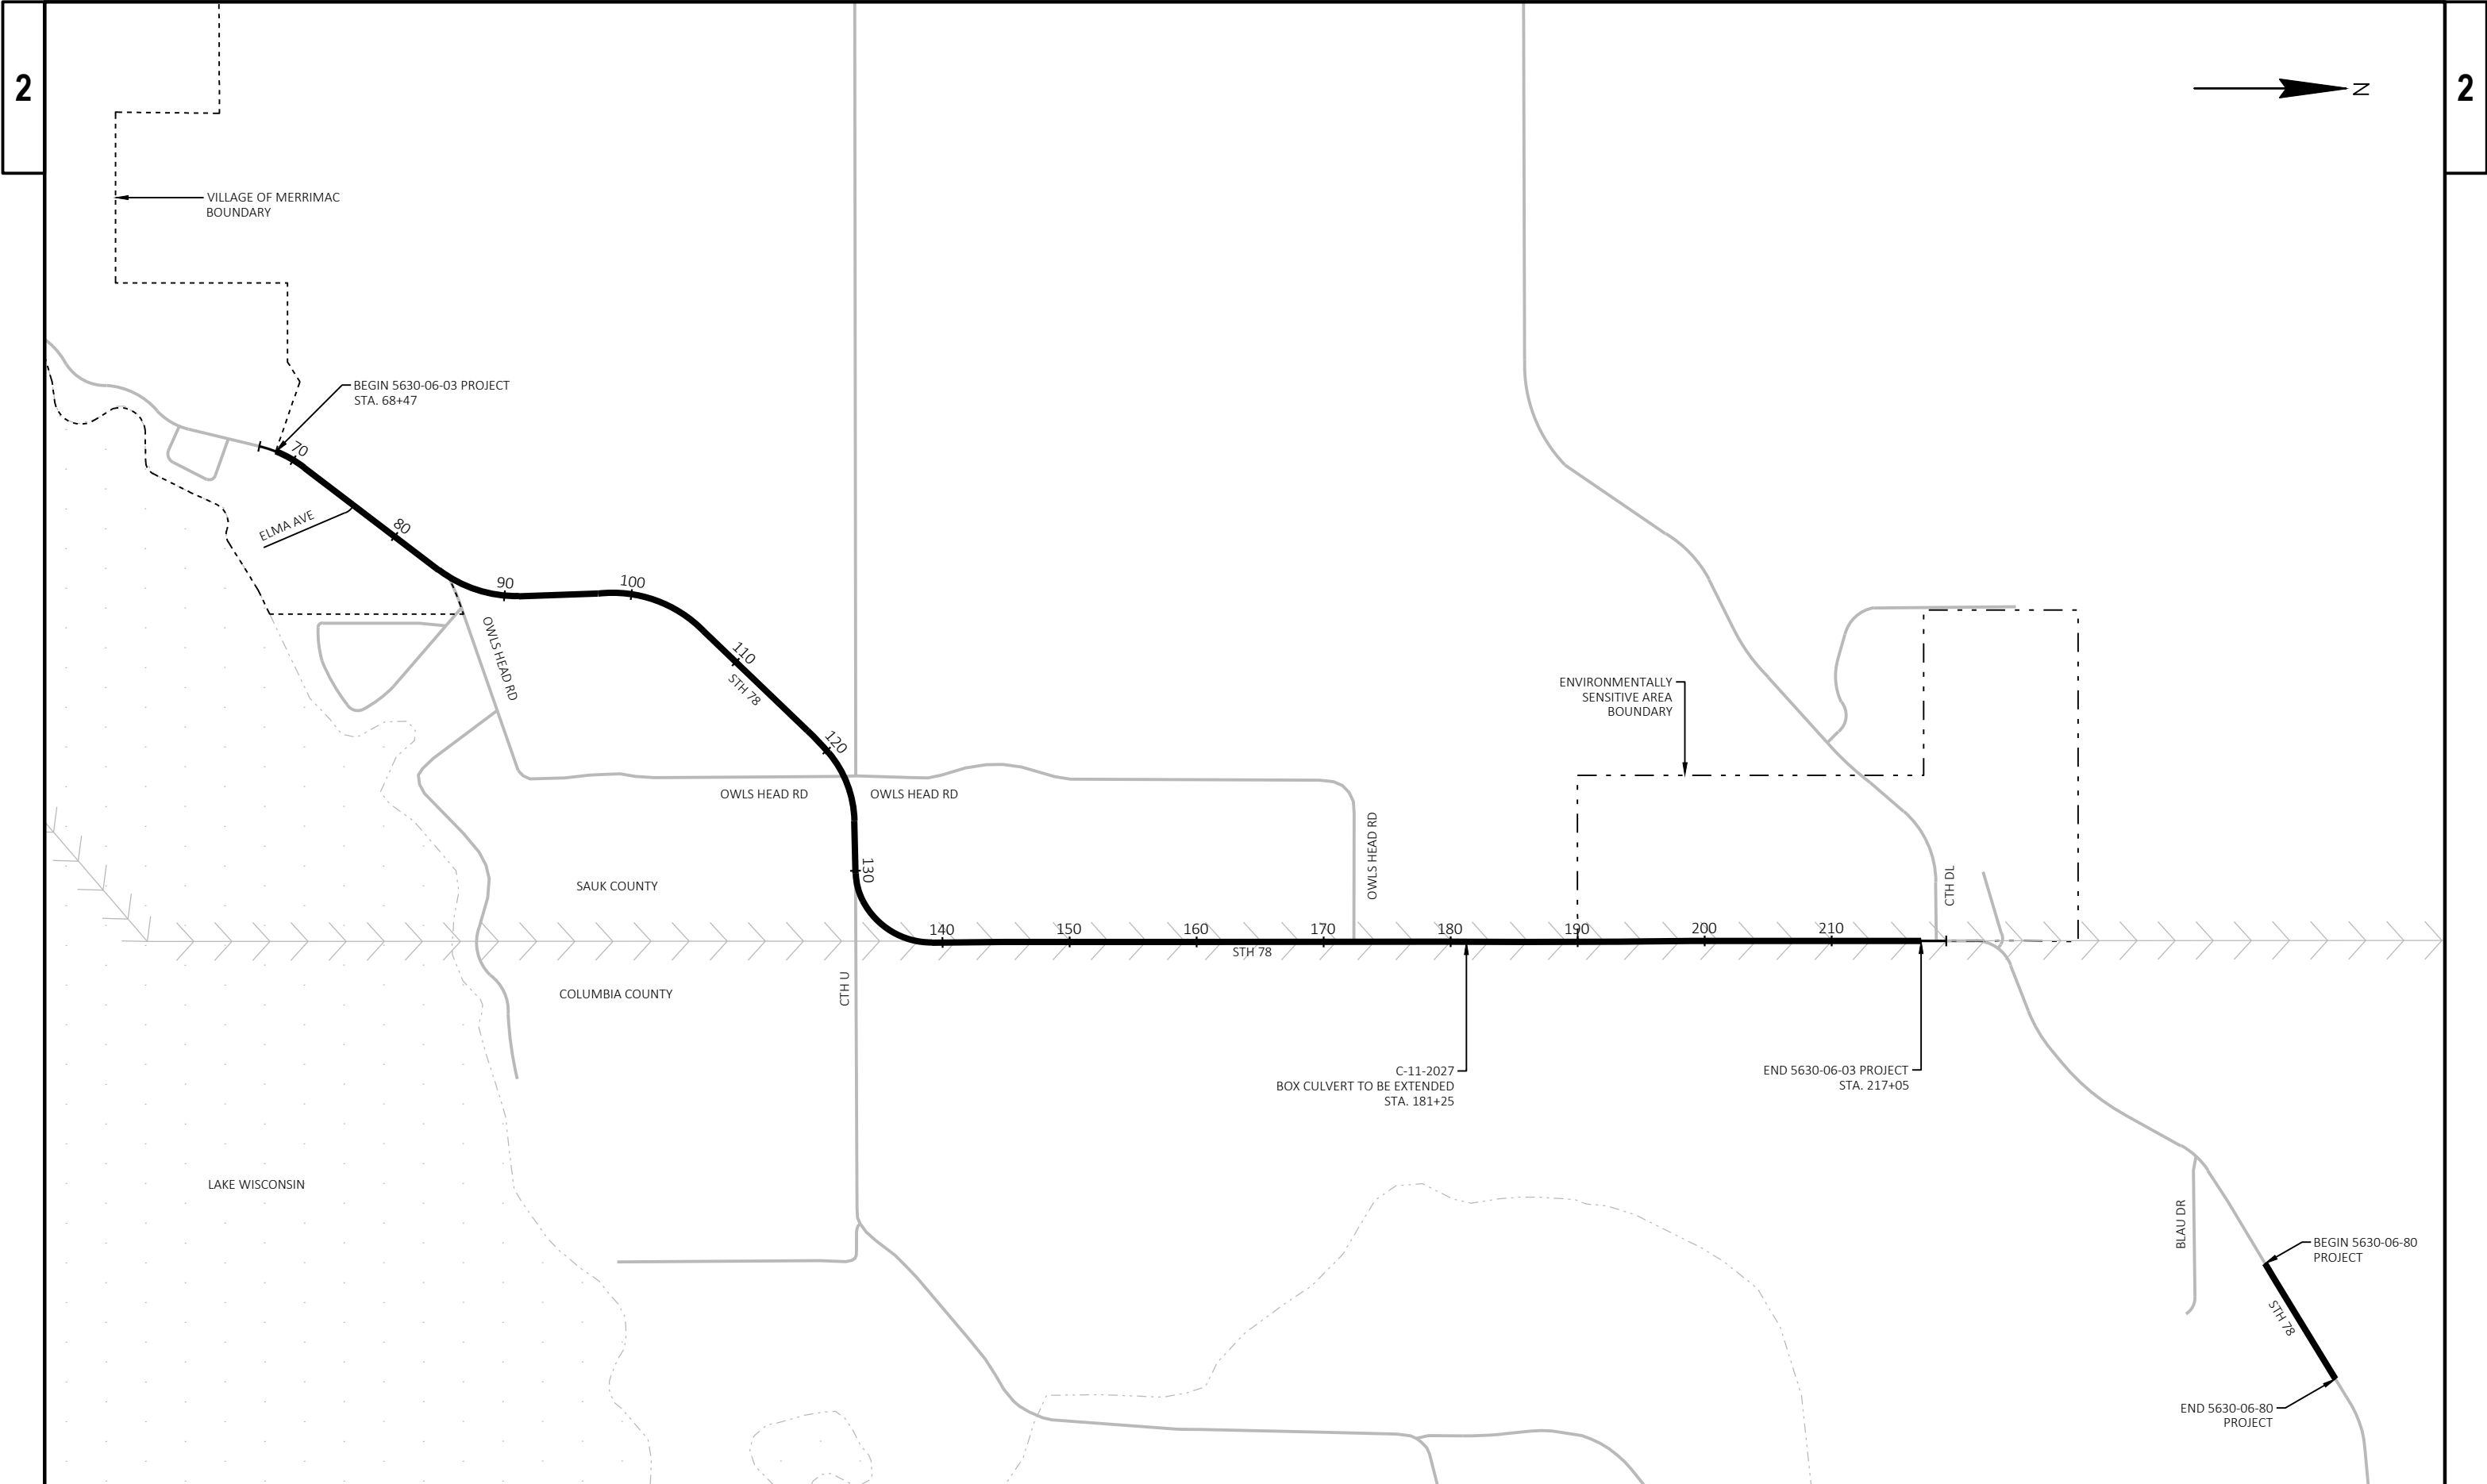 2
2
N
VILLAGE OF MERRIMAC
BOUNDARY
BEGIN 5630-06-03 PROJECT
STA. 68+47
70
ELMA AVE
80
90
100
OWLS HEAD RD
110
STH 78
120
ENVIRONMENTALLY
SENSITIVE AREA
BOUNDARY
OWLS HEAD RD
OWLS HEAD RD
OWLS HEAD RD
130
SAUK COUNTY
CTH DL
140
150
160
170
180
190
200
210
STH 78
COLUMBIA COUNTY
CTH U
C-11-2027
BOX CULVERT TO BE EXTENDED
STA. 181+25
END 5630-06-03 PROJECT
STA. 217+05
LAKE WISCONSIN
BLAU DR
BEGIN 5630-06-80
PROJECT
STH 78
END 5630-06-80
PROJECT